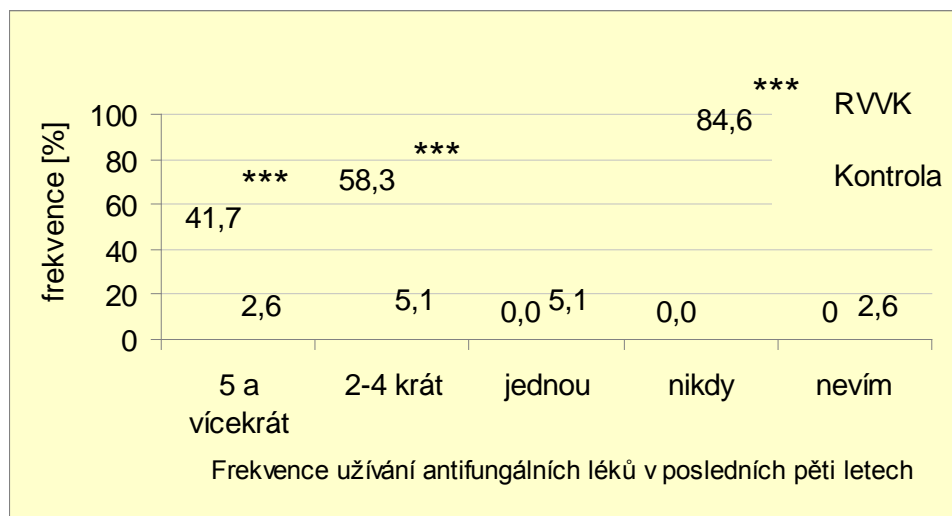 frekvence [%]
100
80
60
40
20
0
***
41,7
2,6
***
58,3
5,1
0,0
5,1
***
0,0
84,6
0
2,6
RVVK
Kontrola
5 a
vícekrát
2-4 krát
jednou
nikdy
nevím
Frekvence užívání antifungálních léků v posledních pěti letech